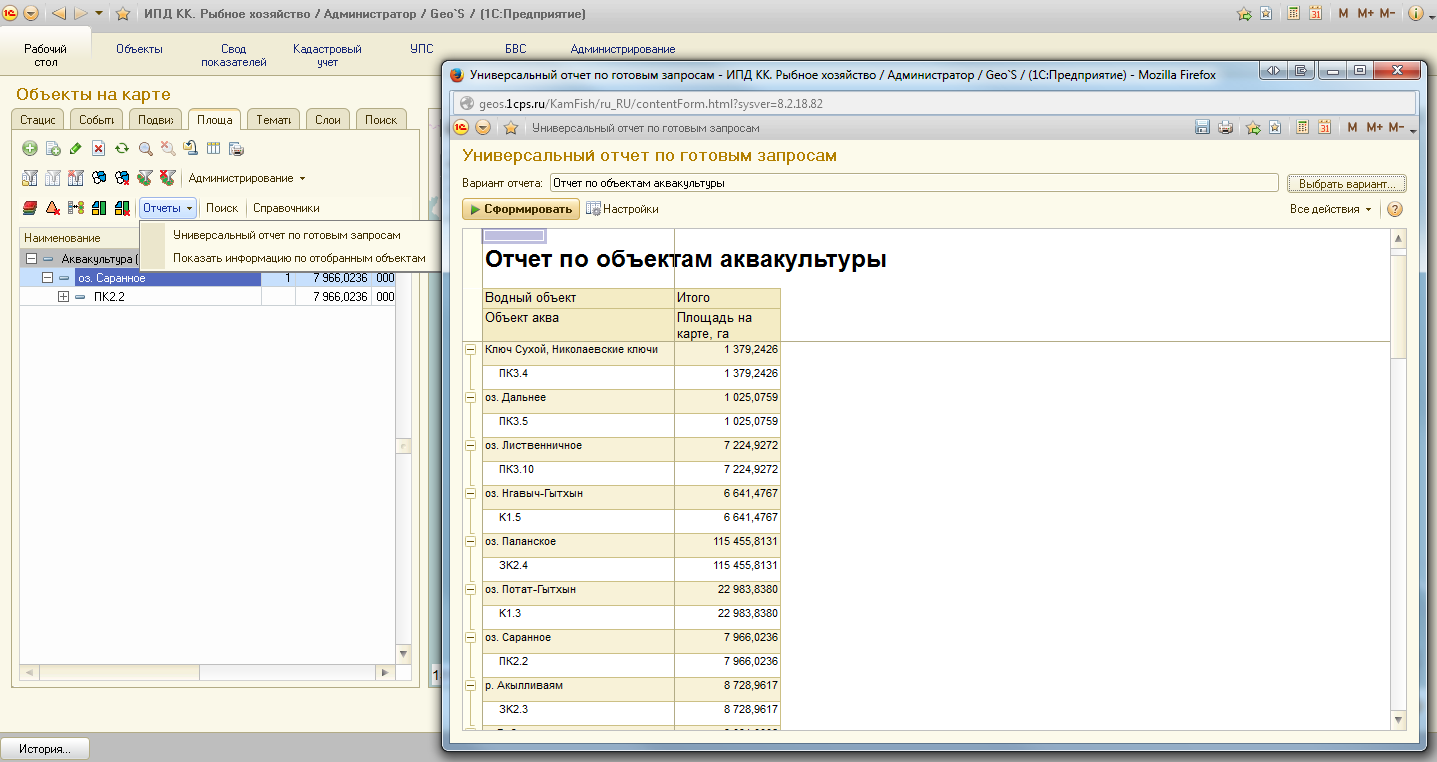 ИПД КК. Рыбное хозяйство / Администратор / Geo`S / (1С:Предприятие)
M M+ M-
Рабочий стол
Объекты
Свод показателей
Кадастровый учет
УПС
БВС
Администрирование
Объекты на карте
Стацис
Событи
Подвиж
Площа
Темати
Слои
Поиск
Администрирование
Отчеты
Поиск
Справочники
Универсальный отчет по готовым запросам
Показать информацию по отобранным объектам
Наименование
Аквакультура (
оз. Саранное 1 7 966,0236 000
ПК2.2 7 966,0236 000
История...
Универсальный отчет по готовым запросам - ИПД КК. Рыбное хозяйство / Администратор / Geo`S / (1С:Предприятие) - Mozilla Firefox
geos.1cps.ru/KamFish/ru_RU/contentForm.html?sysver=8.2.18.82
Универсальный отчет по готовым запросам
M M+ M-
Универсальный отчет по готовым запросам
Вариант отчета: Отчет по объектам аквакультуры Выбрать вариант...
Сформировать Настройки Все действия
Отчет по объектам аквакультуры
Водный объект Итого
Объект аква Площадь на карте, га
Ключ Сухой, Николаевские ключи 1 379,2426
ПК3.4 1 379,2426
оз. Дальнее 1 025,0759
ПК3.5 1 025,0759
оз. Лиственничное 7 224,9272
ПК3.10 7 224,9272
оз. Нгавыч-Гытхын 6 641,4767
К1.5 6 641,4767
оз. Паланское 115 455,8131
ЗК2.4 115 455,8131
оз. Потат-Гытхын 22 983,8380
К1.3 22 983,8380
оз. Саранное 7 966,0236
ПК2.2 7 966,0236
р. Акылливаям 8 728,9617
ЗК2.3 8 728,9617